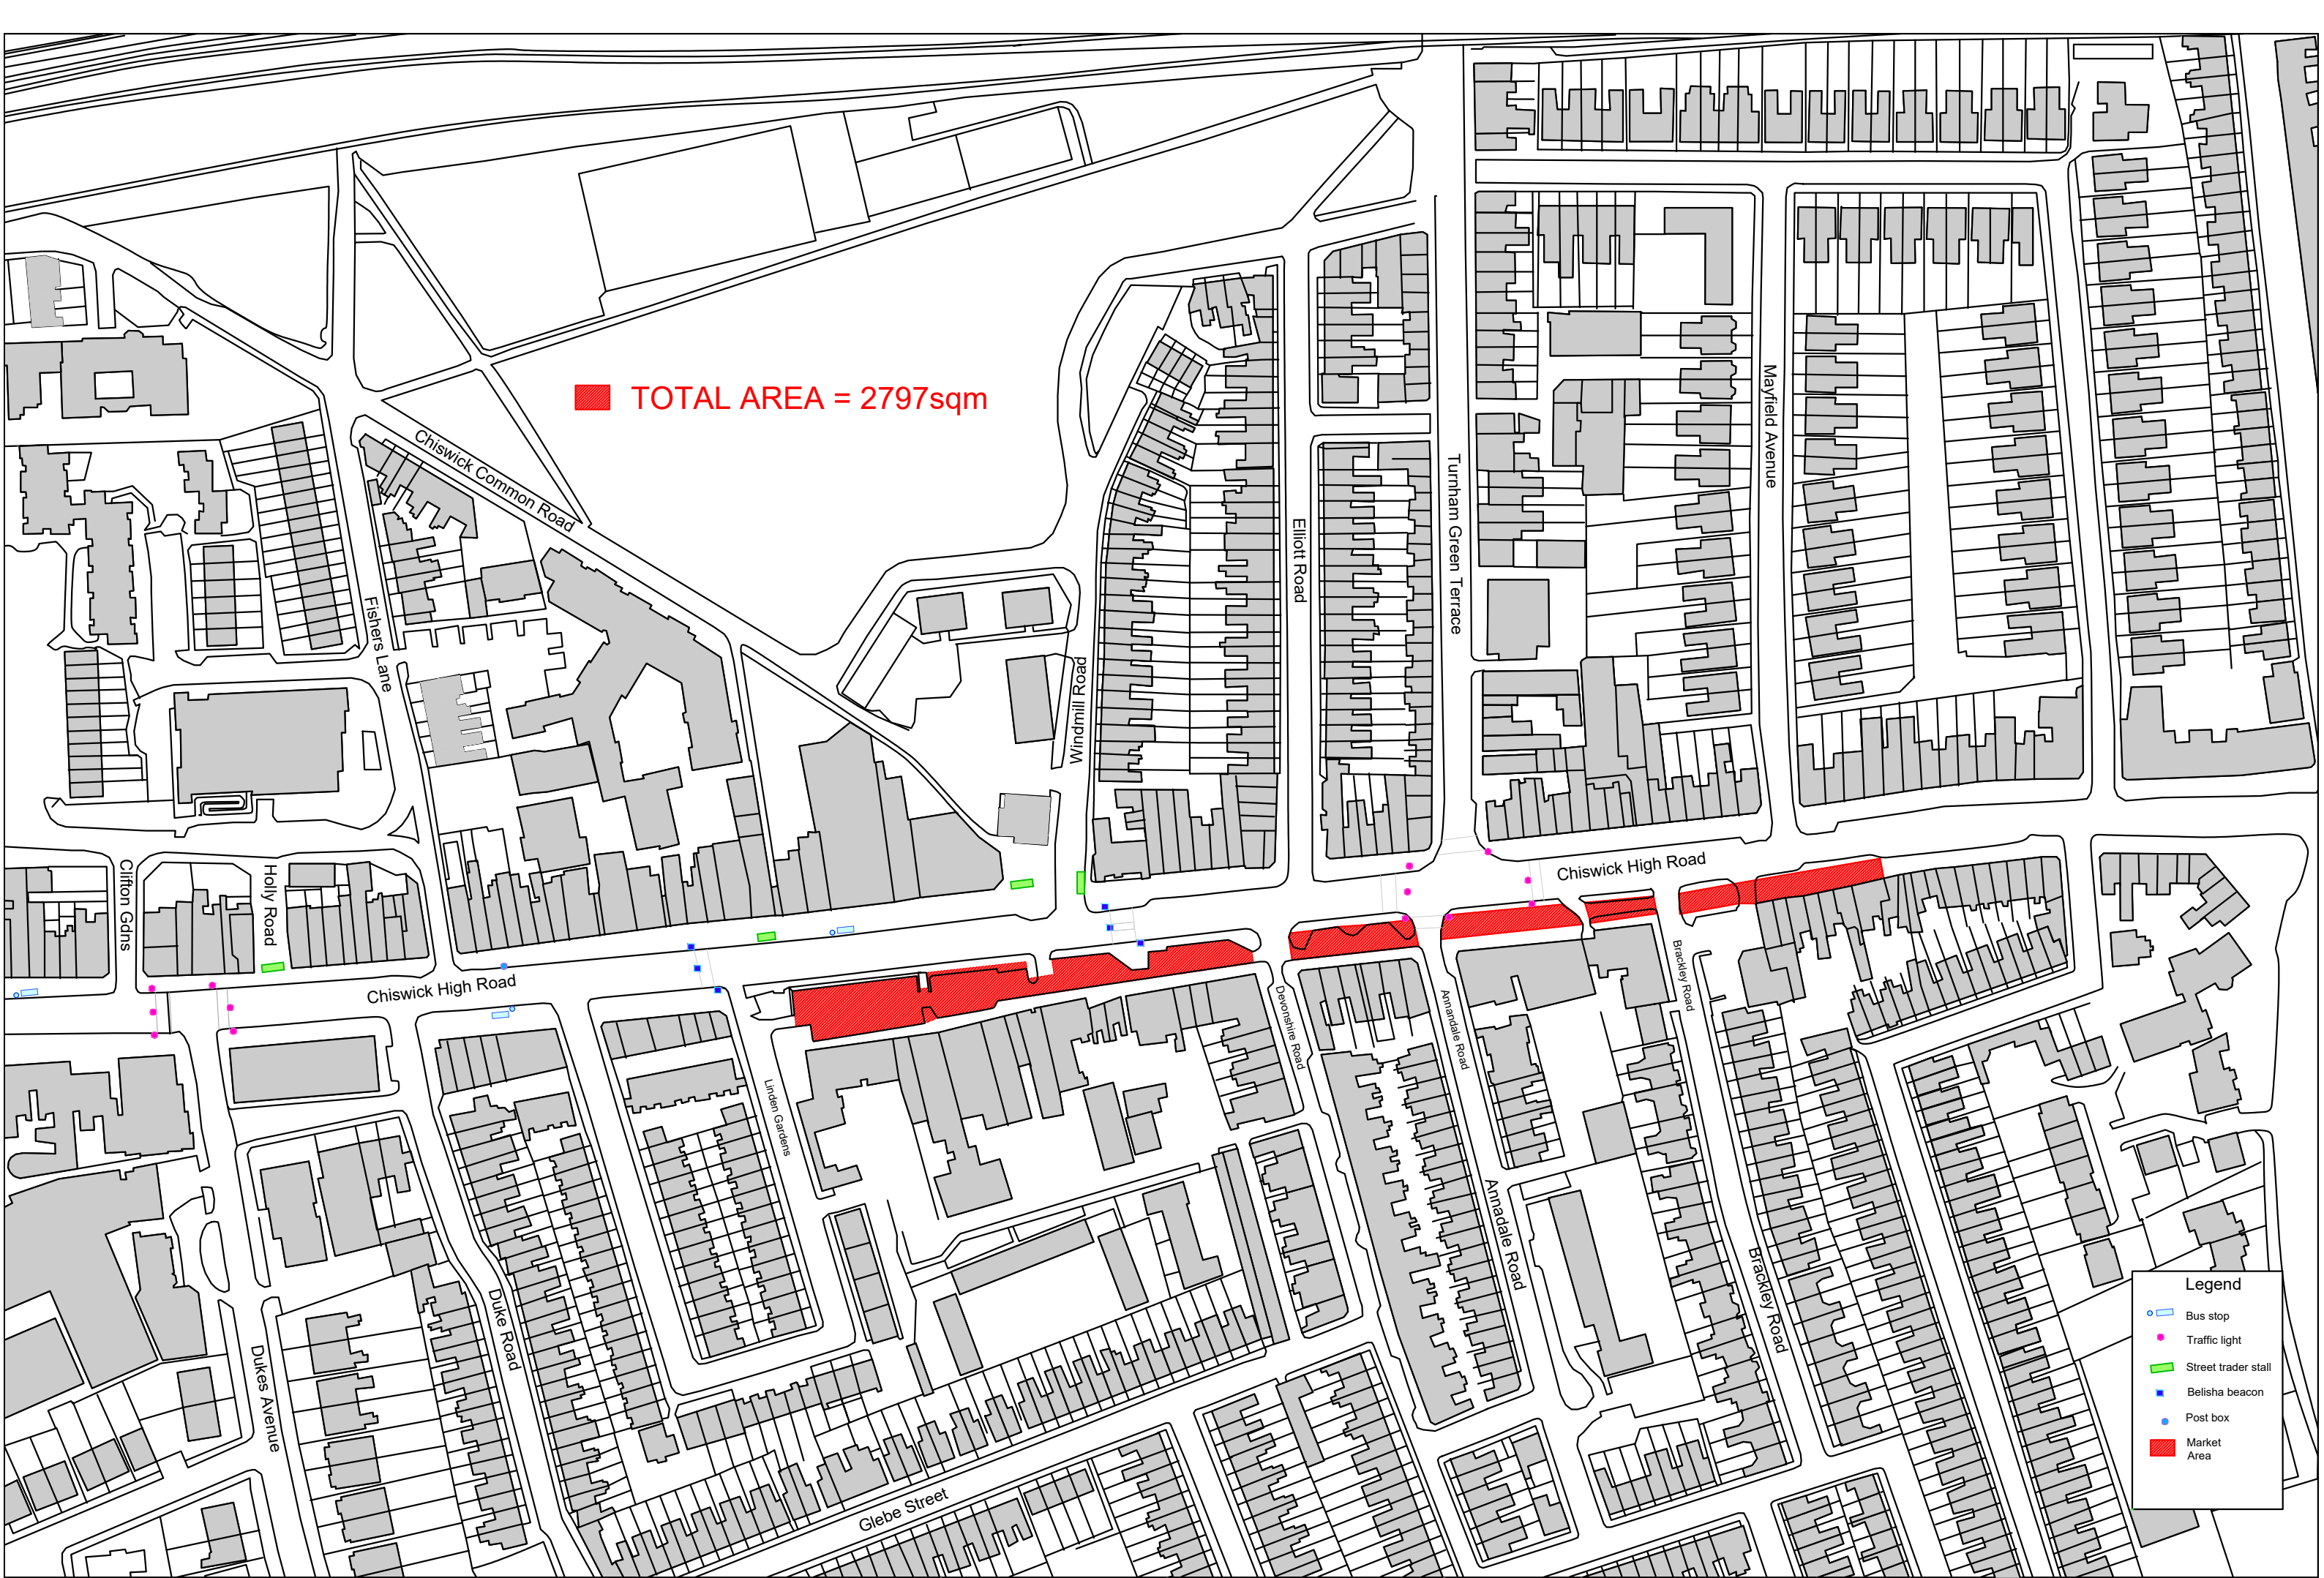 TOTAL AREA = 2797sqm
Chiswick Common Road
Mayfield Avenue
Turnham Green Terrace
Elliott Road
Fishers Lane
Windmill Road
Clifton Gdns
Holly Road
Chiswick High Road
Chiswick High Road
Brackley Road
Devonshire Road
Annandale Road
Linden Gardens
Annadale Road
Brackley Road
Duke Road
Dukes Avenue
Glebe Street
Legend
Bus stop
Traffic light
Street trader stall
Belisha beacon
Post box
Market
Area